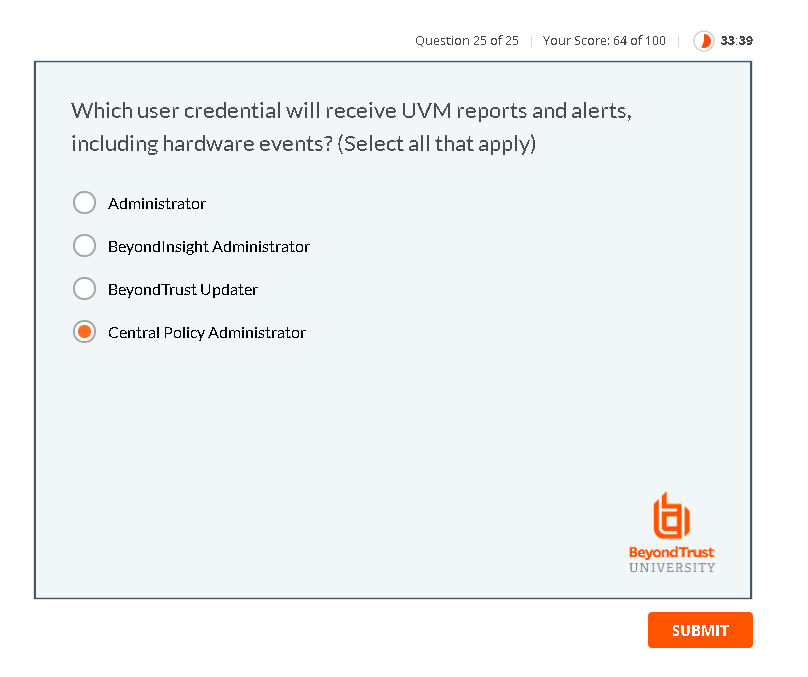 Question 25 of 25 | Your Score: 64 of 100 | 33:39
Which user credential will receive UVM reports and alerts,
including hardware events? (Select all that apply)
Administrator
BeyondInsight Administrator
BeyondTrust Updater
Central Policy Administrator
BeyondTrust
UNIVERSITY
SUBMIT